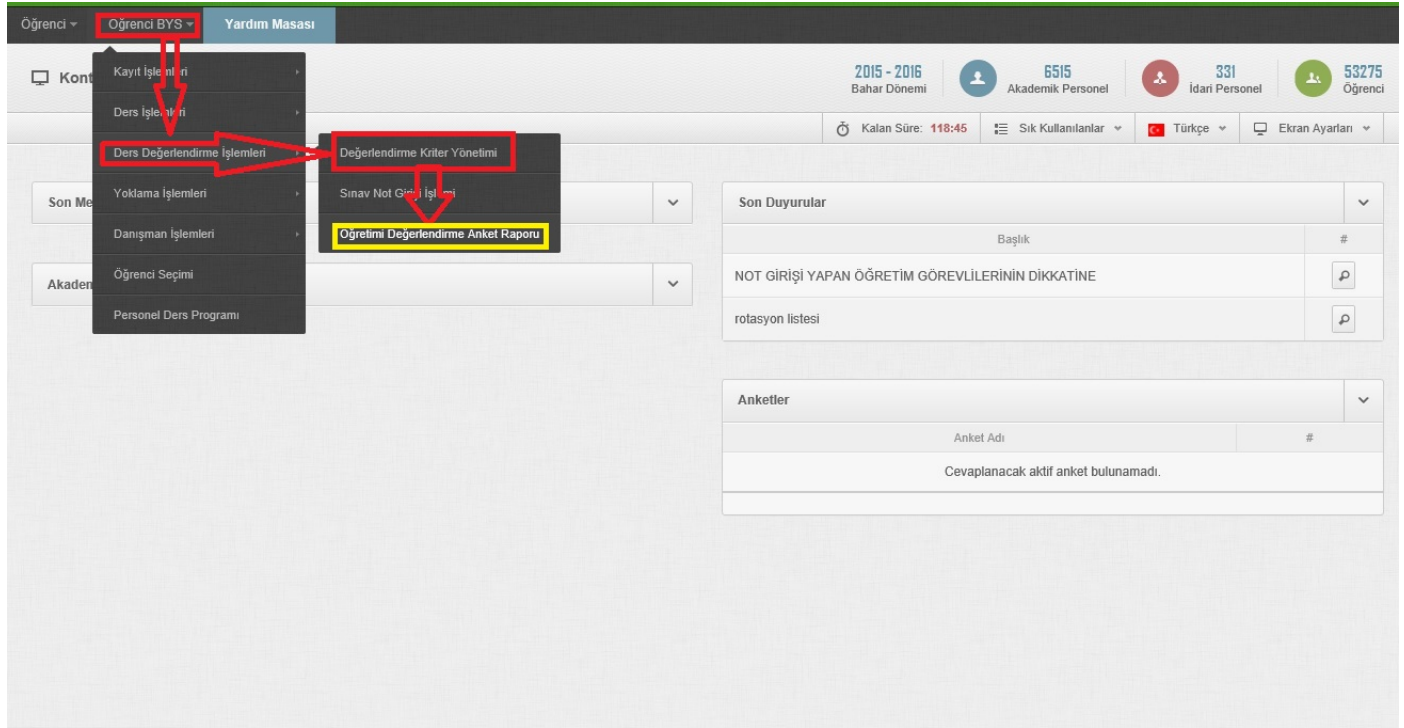 Öğrenci
Öğrenci BYS
Yardım Masası
Kont
2015 - 2016
Bahar Dönemi
6515
Akademik Personel
331
İdari Personel
53275
Öğrenci
Kalan Süre: 118:45
Sık Kullanılanlar
Türkçe
Ekran Ayarları
Kayıt İşlemleri
Ders İşlemleri
Ders Değerlendirme İşlemleri
Yoklama İşlemleri
Danışman İşlemleri
Öğrenci Seçimi
Personel Ders Programı
Değerlendirme Kriter Yönetimi
Sınav Not Girişi İşlemi
Öğretimi Değerlendirme Anket Raporu
Son Me
Akaden
Son Duyurular
Başlık #
NOT GİRİŞİ YAPAN ÖĞRETİM GÖREVLİLERİNİN DİKKATİNE
rotasyon listesi
Anketler
Anket Adı #
Cevaplanacak aktif anket bulunamadı.